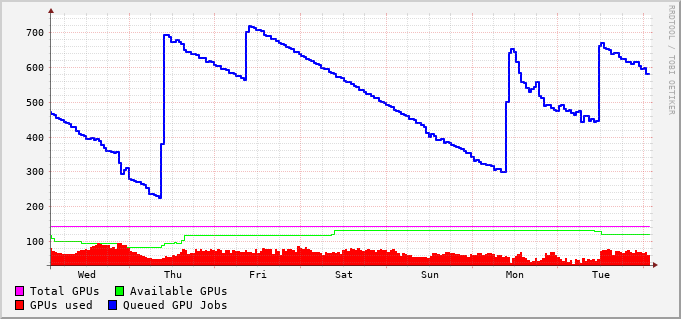 RRDTOOL / TOBI OETIKER
700
600
500
400
300
200
100
Wed Thu Fri Sat Sun Mon Tue
Total GPUs Available GPUs
GPUs used Queued GPU Jobs